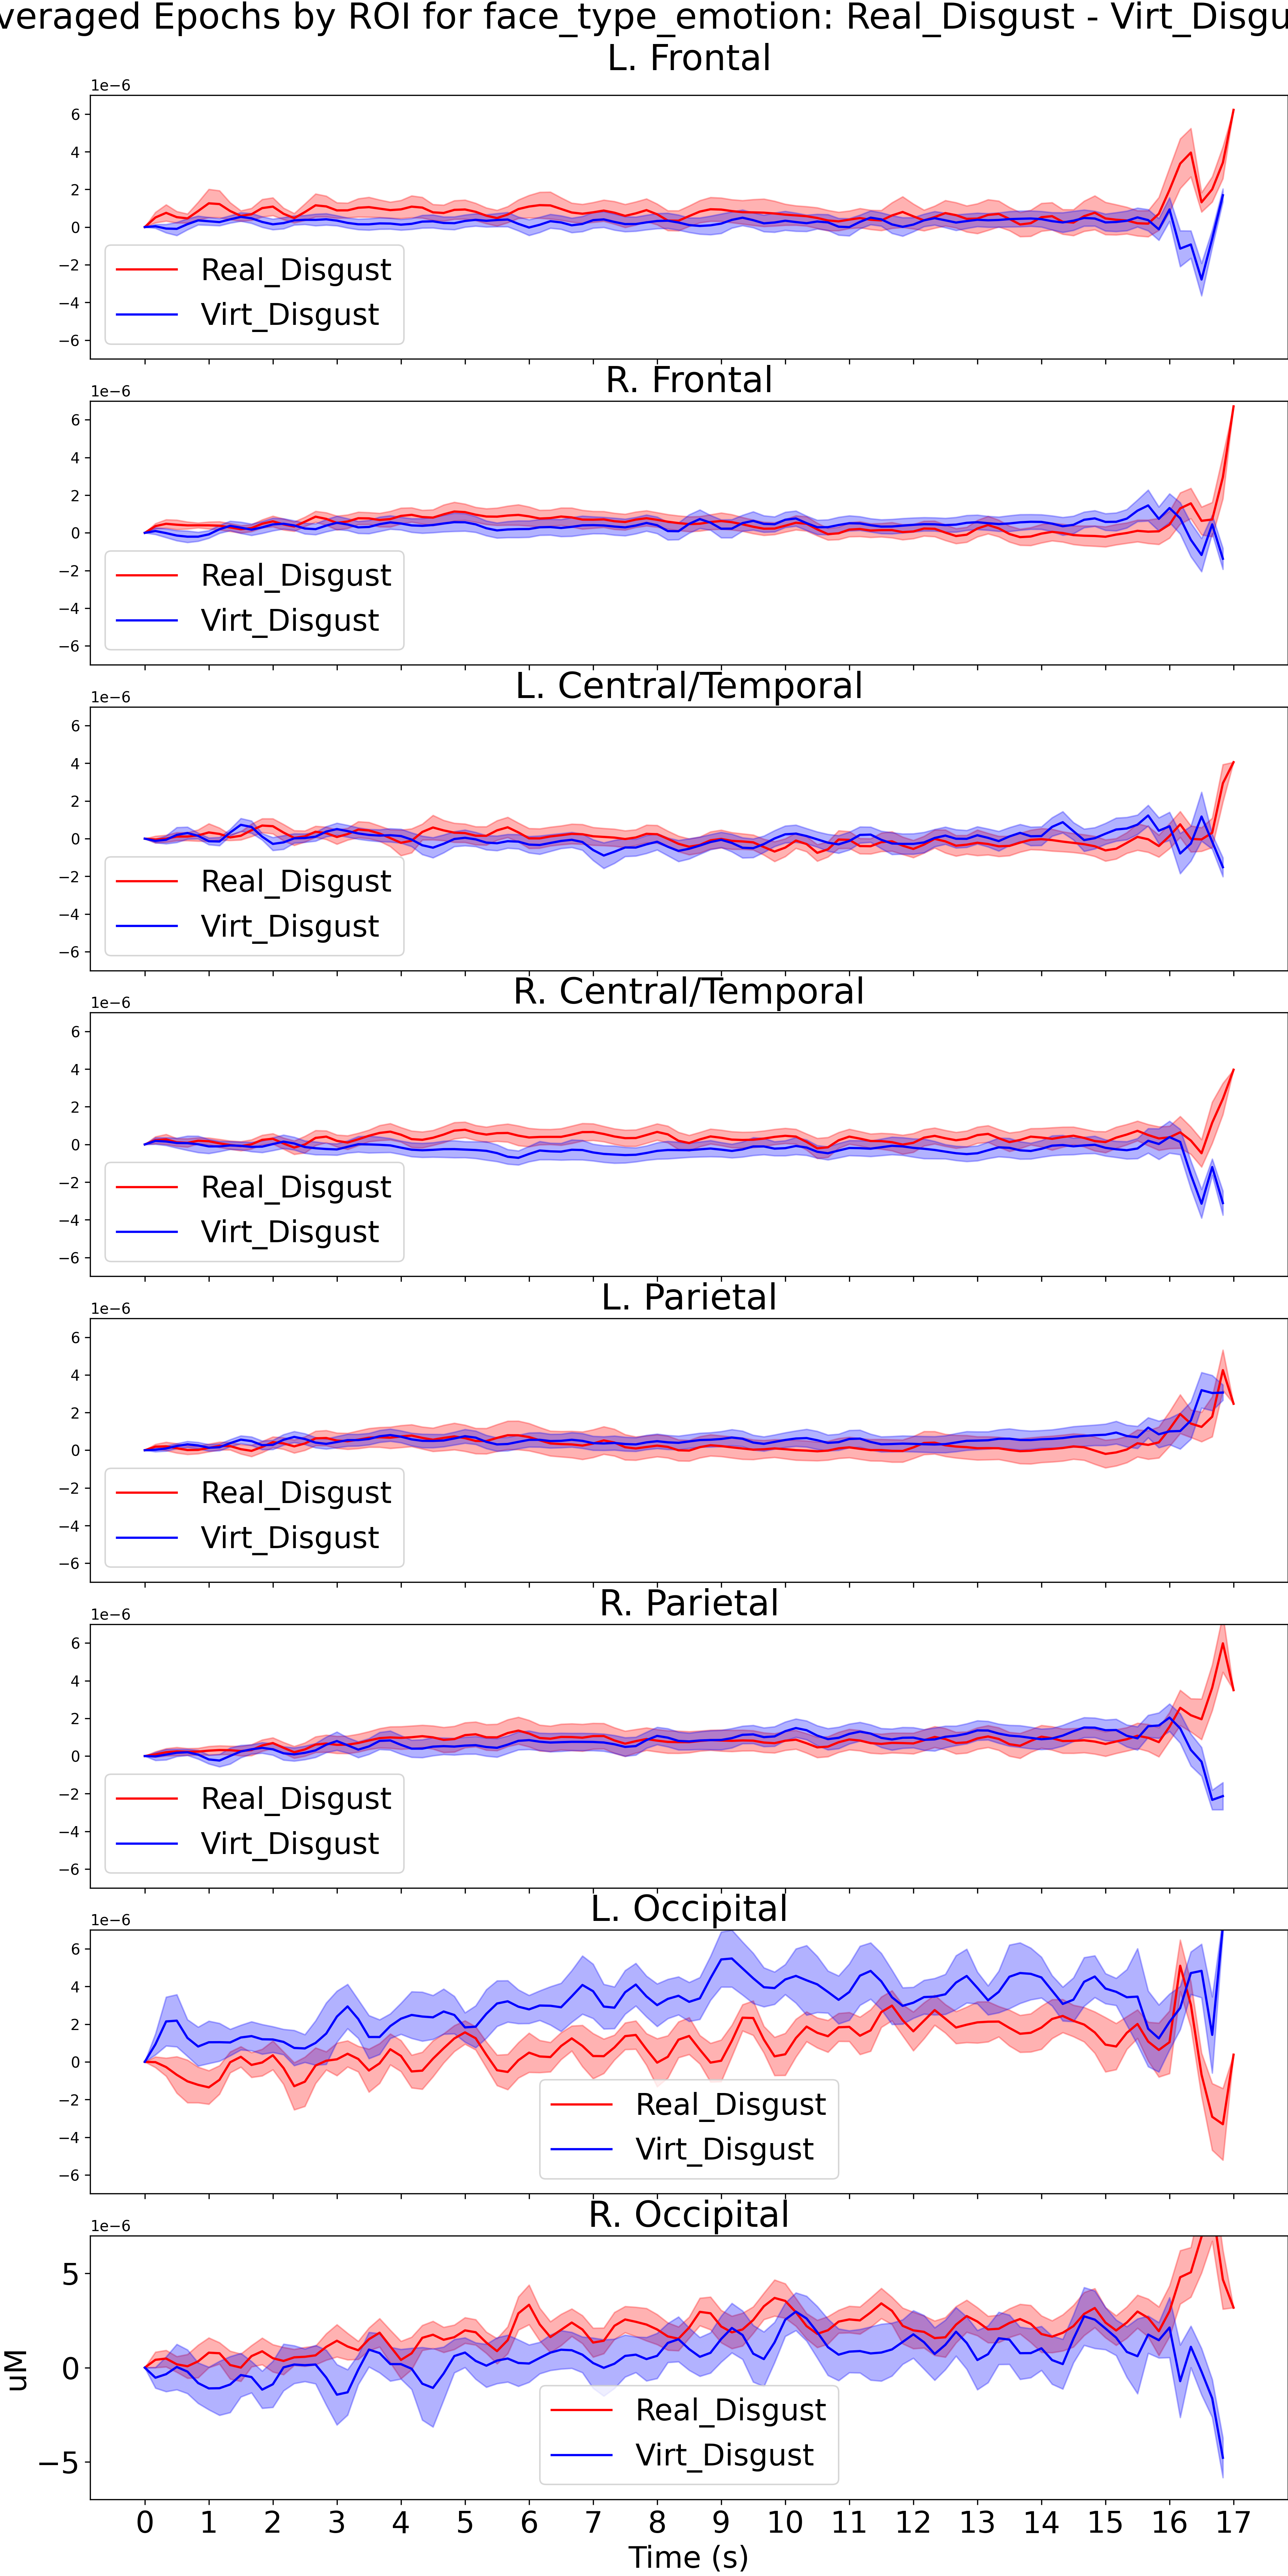 veraged Epochs by ROI for face_type_emotion: Real_Disgust - Virt_Disgu
L. Frontal
1e−6
6
4
2
0
−2
−4
−6
Real_Disgust
Virt_Disgust
R. Frontal
1e−6
6
4
2
0
−2
−4
−6
Real_Disgust
Virt_Disgust
L. Central/Temporal
1e−6
6
4
2
0
−2
−4
−6
Real_Disgust
Virt_Disgust
R. Central/Temporal
1e−6
6
4
2
0
−2
−4
−6
Real_Disgust
Virt_Disgust
L. Parietal
1e−6
6
4
2
0
−2
−4
−6
Real_Disgust
Virt_Disgust
R. Parietal
1e−6
6
4
2
0
−2
−4
−6
Real_Disgust
Virt_Disgust
L. Occipital
1e−6
6
4
2
0
−2
−4
−6
Real_Disgust
Virt_Disgust
R. Occipital
1e−6
5
0
−5
uM
Real_Disgust
Virt_Disgust
0 1 2 3 4 5 6 7 8 9 10 11 12 13 14 15 16 17
Time (s)